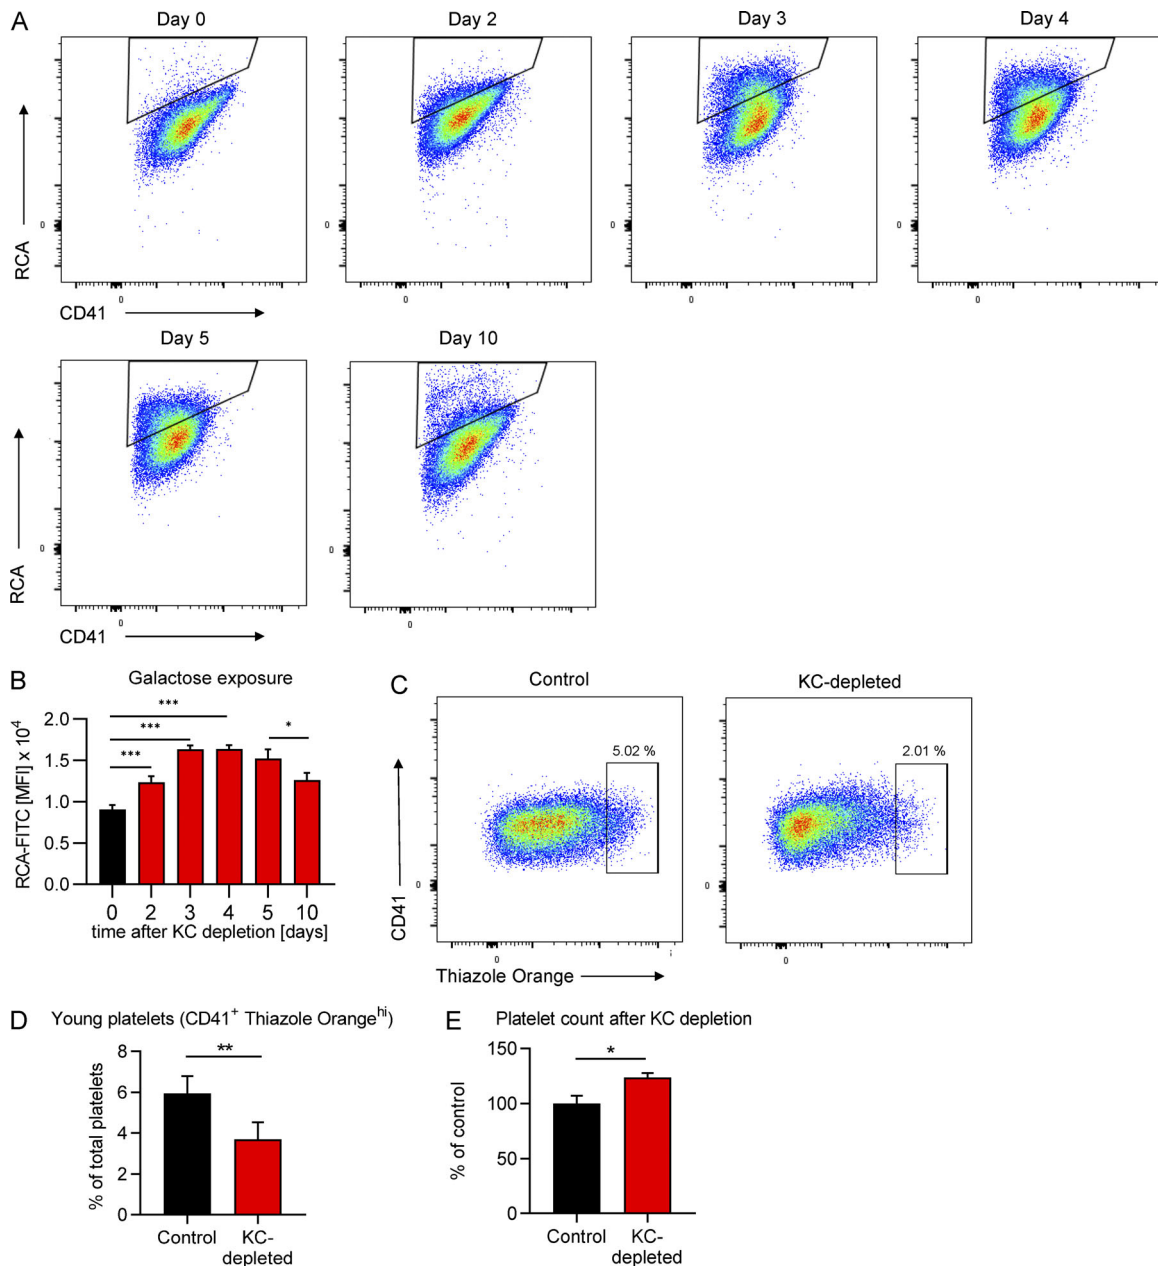 A
Day 0
Day 2
Day 3
Day 4
RCA
0
0
0
0
0
0
0
0
CD41
Day 5
Day 10
RCA
0
0
0
0
CD41
B
Galactose exposure
RCA-FITC [MFI] x 10⁴
2.0
1.5
1.0
0.5
0.0
***
***
***
*
0 2 3 4 5 10
time after KC depletion [days]
C
Control
KC-depleted
5.02 %
2.01 %
CD41
0
0
0
0
Thiazole Orange
D Young platelets (CD41⁺ Thiazole Orangeʰⁱ)
% of total platelets
8
6
4
2
0
**
Control KC-
depleted
E Platelet count after KC depletion
% of control
150
100
50
0
*
Control KC-
depleted